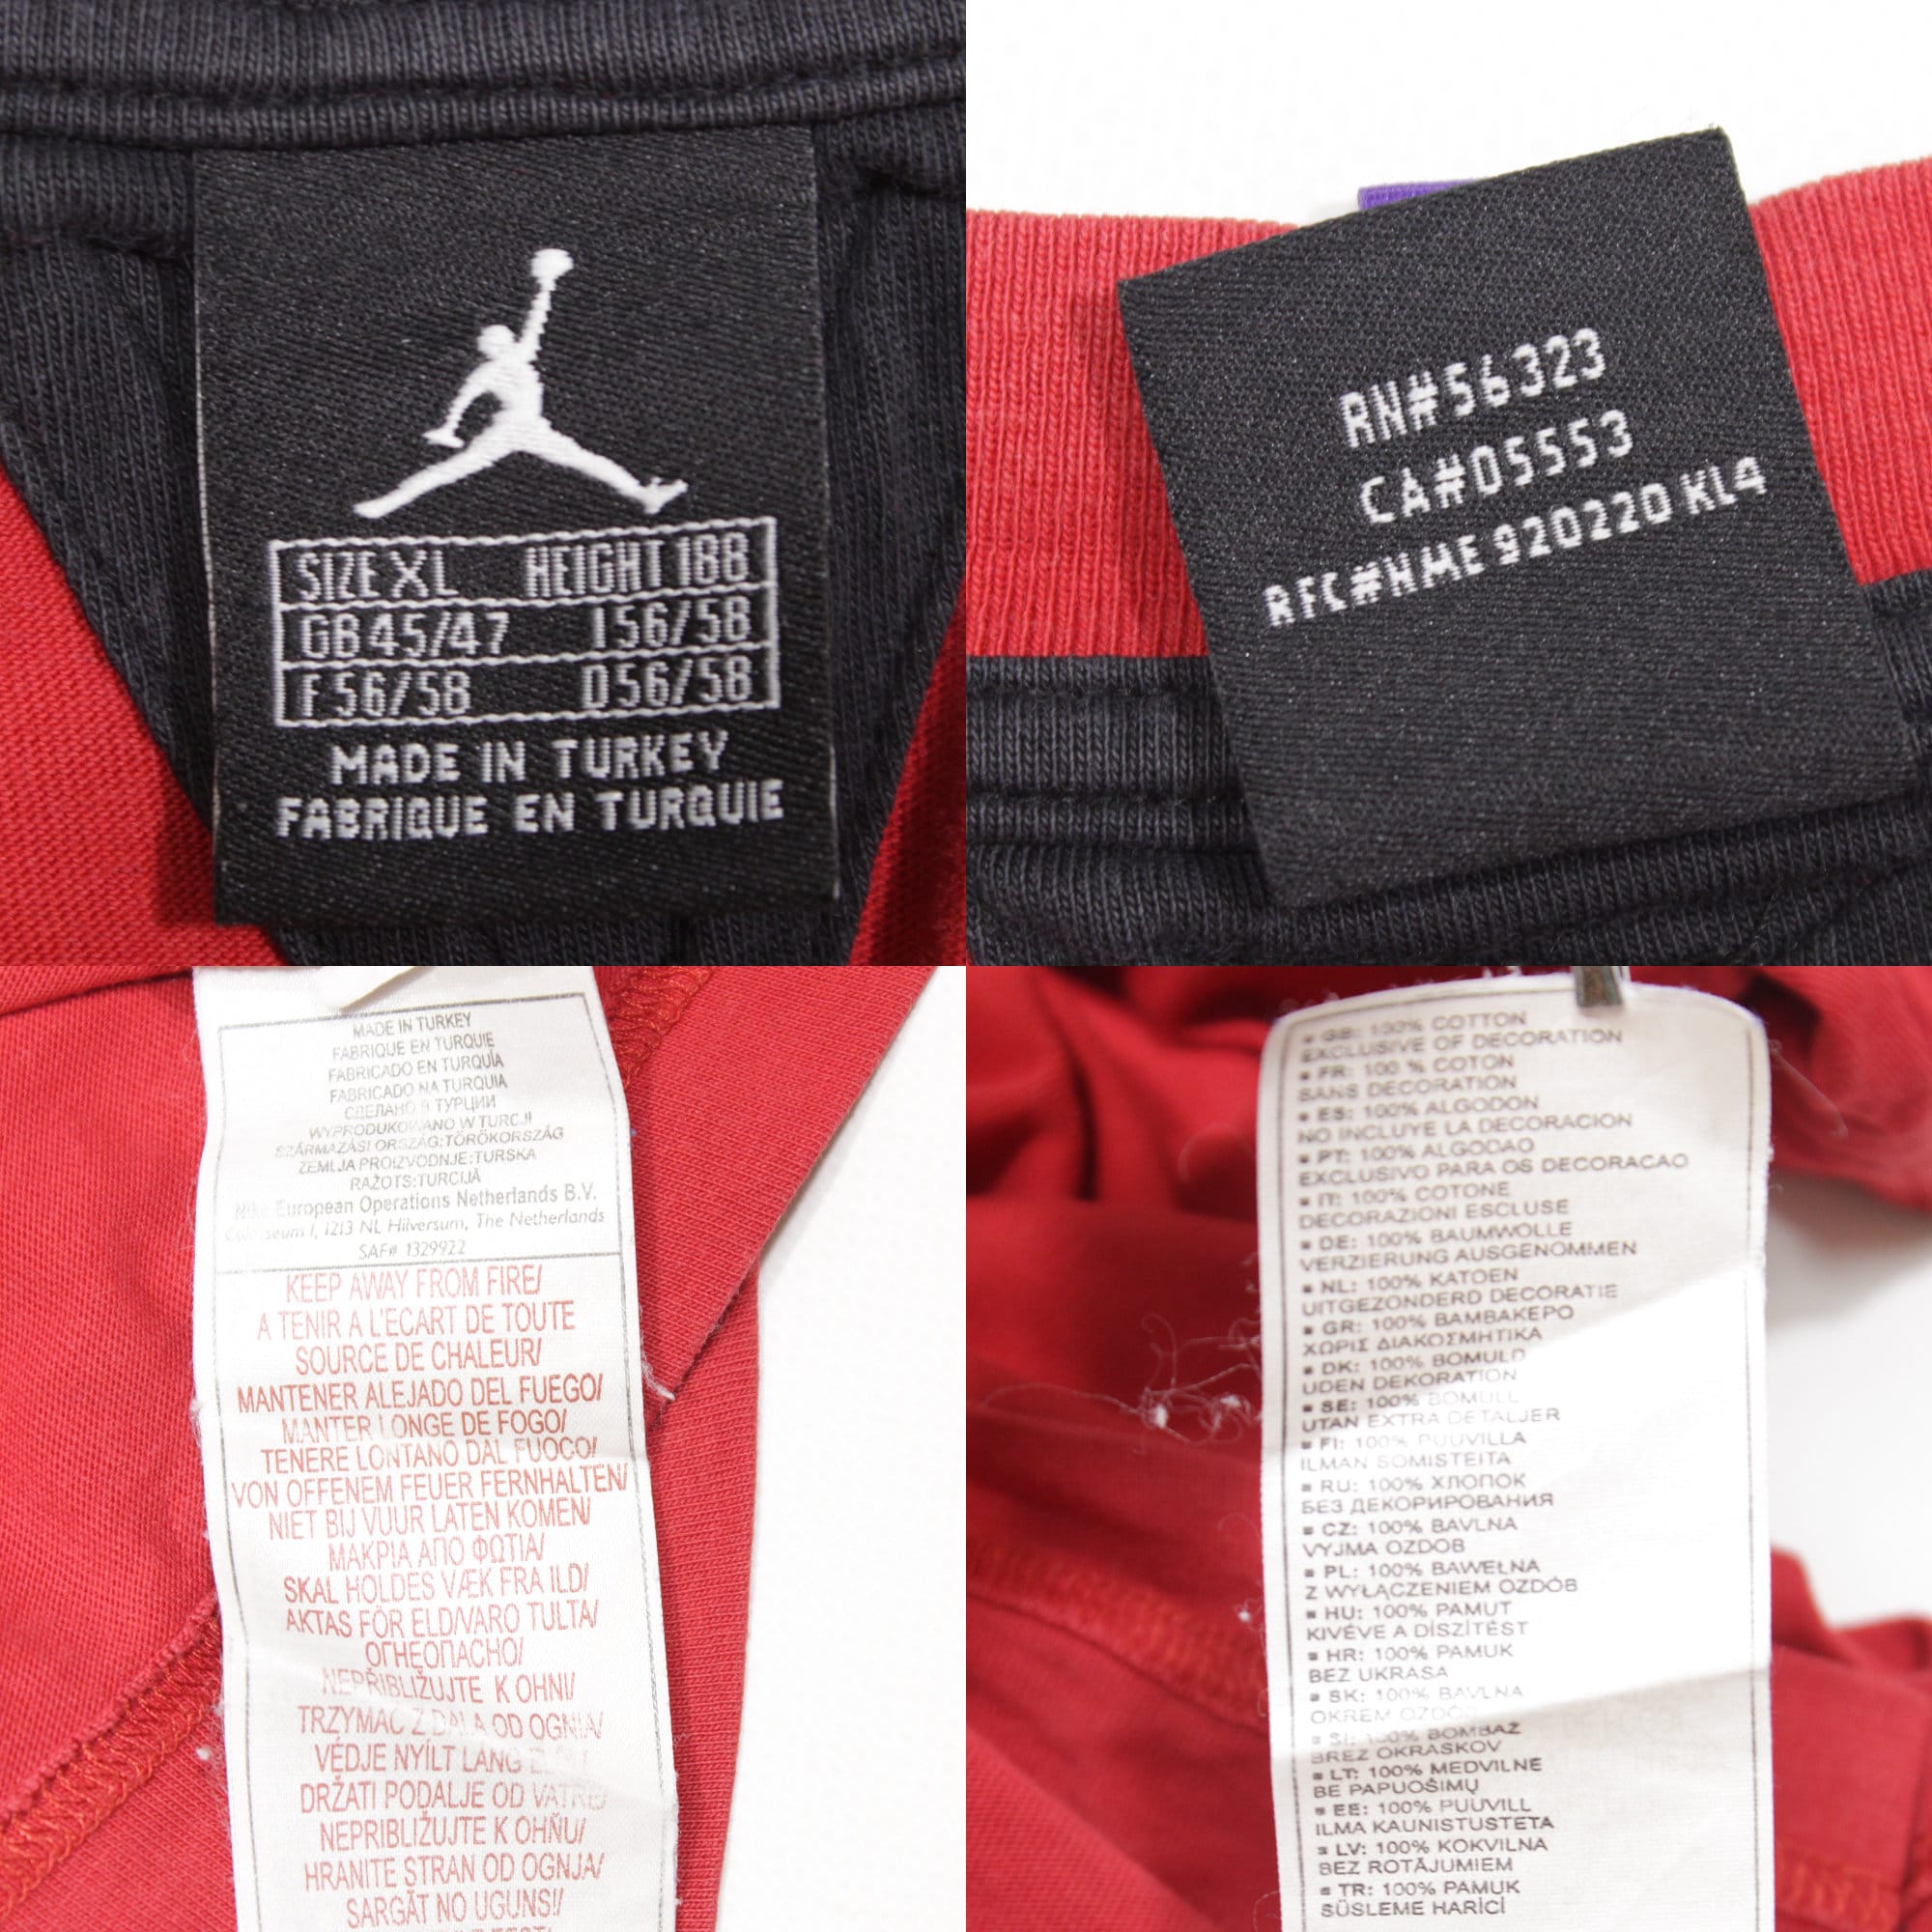 SIZE XL HEIGHT 188
GB 45/47 I 56/58
F 56/58 D 56/58
MADE IN TURKEY
FABRIQUE EN TURQUIE
RN#56323
CA#05553
RFC#NME 920220 KL4
MADE IN TURKEY
FABRIQUE EN TURQUIE
FABRICADO EN TURQUÍA
FABRICADO NA TURQUIA
СДЕЛАНО В ТУРЦИИ
WYPRODUKOWANO W TURCJI
SZÁRMAZÁSI ORSZÁG:TÖRÖKORSZÁG
ZEMLJA PROIZVODNJE:TURSKA
RAŽOTS:TURCIJĀ
Nike European Operations Netherlands B.V.
Colosseum 1, 1213 NL Hilversum, The Netherlands
SAF# 1329922
KEEP AWAY FROM FIRE/
A TENIR A L'ECART DE TOUTE
SOURCE DE CHALEUR/
MANTENER ALEJADO DEL FUEGO/
MANTER LONGE DE FOGO/
TENERE LONTANO DAL FUOCO/
VON OFFENEM FEUER FERNHALTEN/
NIET BIJ VUUR LATEN KOMEN/
ΜΑΚΡΙΑ ΑΠΟ ΦΩΤΙΑ/
SKAL HOLDES VÆK FRA ILD/
AKTAS FÖR ELD/VARO TULTA/
ОГНЕОПАСНО/
NEPŘIBLIŽUJTE K OHNI/
TRZYMAC Z DALA OD OGNIA/
VÉDJE NYÍLT LANG
DRŽATI PODALJE OD VATRE/
NEPRIBLIŽUJTE K OHŇU/
HRANITE STRAN OD OGNJA/
SARGĀT NO UGUNS!/
▪ GB: 100% COTTON
EXCLUSIVE OF DECORATION
▪ FR: 100 % COTON
SANS DECORATION
▪ ES: 100% ALGODON
NO INCLUYE LA DECORACION
▪ PT: 100% ALGODAO
EXCLUSIVO PARA OS DECORACAO
▪ IT: 100% COTONE
DECORAZIONI ESCLUSE
▪ DE: 100% BAUMWOLLE
VERZIERUNG AUSGENOMMEN
▪ NL: 100% KATOEN
UITGEZONDERD DECORATIE
▪ GR: 100% ΒΑΜΒΑΚΕΡΟ
ΧΩΡΙΣ ΔΙΑΚΟΣΜΗΤΙΚΑ
▪ DK: 100% BOMULD
UDEN DEKORATION
▪ SE: 100% BOMULL
UTAN EXTRA DETALJER
▪ FI: 100% PUUVILLA
ILMAN SOMISTEITA
▪ RU: 100% ХЛОПОК
БЕЗ ДЕКОРИРОВАНИЯ
▪ CZ: 100% BAVLNA
VYJMA OZDOB
▪ PL: 100% BAWEŁNA
Z WYŁĄCZENIEM OZDÓB
▪ HU: 100% PAMUT
KIVÉVE A DÍSZÍTÉST
▪ HR: 100% PAMUK
BEZ UKRASA
▪ SK: 100% BAVLNA
OKREM OZDÔB
▪ SI: 100% BOMBAŽ
BREZ OKRASKOV
▪ LT: 100% MEDVILNE
BE PAPUOŠIMŲ
▪ EE: 100% PUUVILL
ILMA KAUNISTUSTETA
▪ LV: 100% KOKVILNA
BEZ ROTĀJUMIEM
▪ TR: 100% PAMUK
SÜSLEME HARİCİ